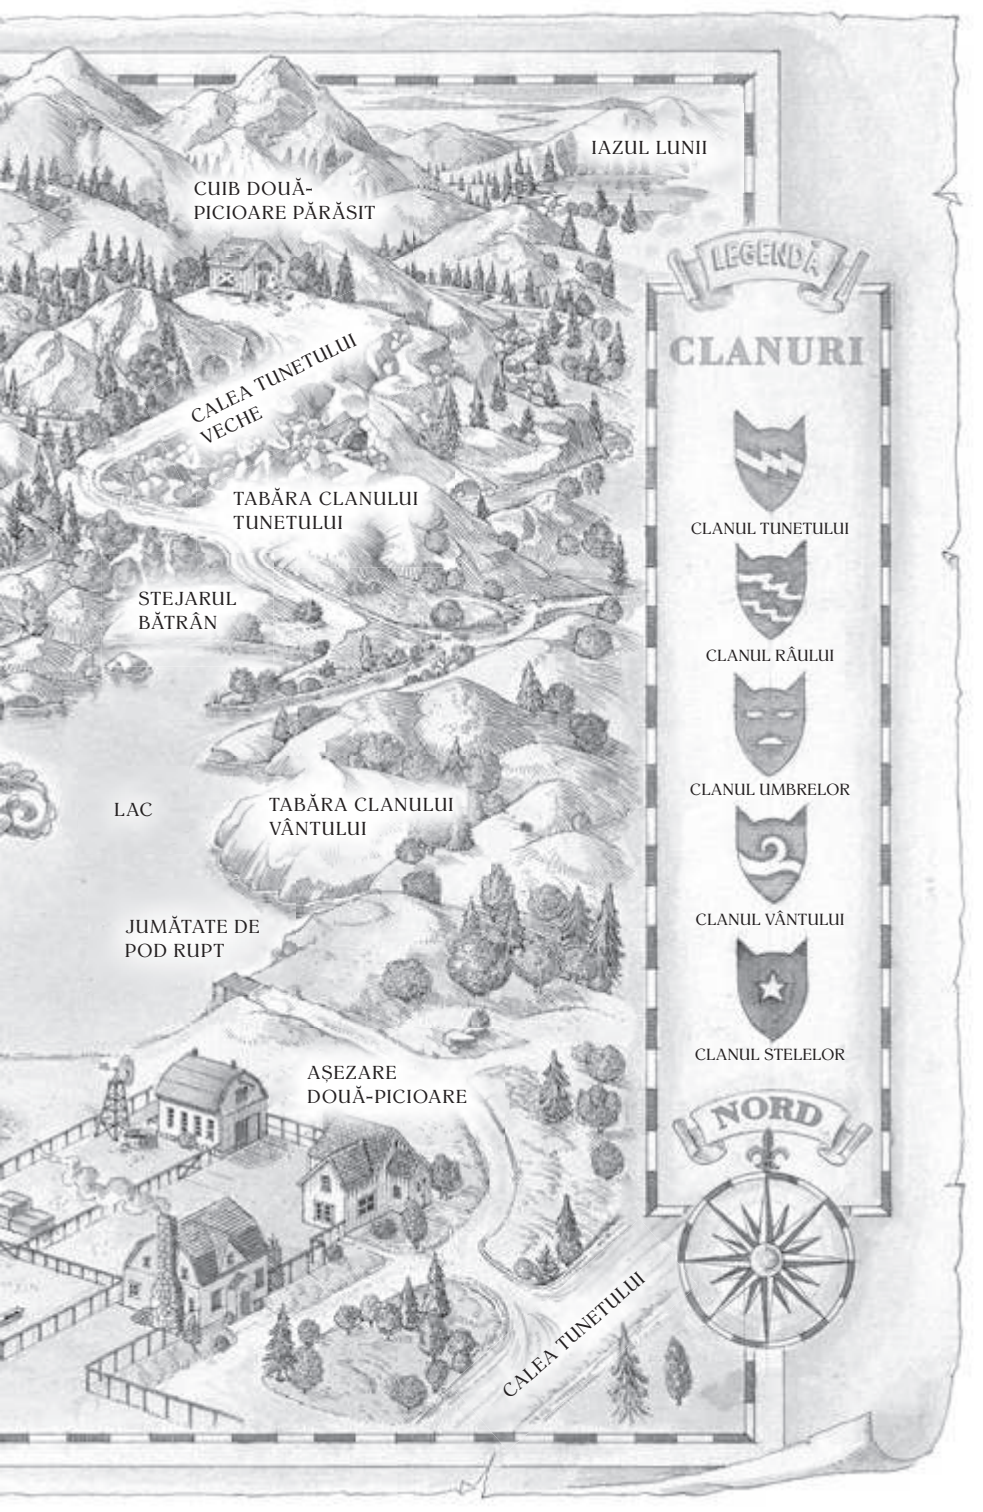 IAZUL LUNII
CUIB DOUĂ-
PICIOARE PĂRĂSIT
LEGENDĂ
CLANURI
CALEA TUNETULUI
VECHE
TABĂRA CLANULUI
TUNETULUI
CLANUL TUNETULUI
STEJARUL
BĂTRÂN
CLANUL RÂULUI
LAC
TABĂRA CLANULUI
VÂNTULUI
CLANUL UMBRELOR
JUMĂTATE DE
POD RUPT
CLANUL VÂNTULUI
CLANUL STELELOR
AȘEZARE
DOUĂ-PICIOARE
NORD
CALEA TUNETULUI